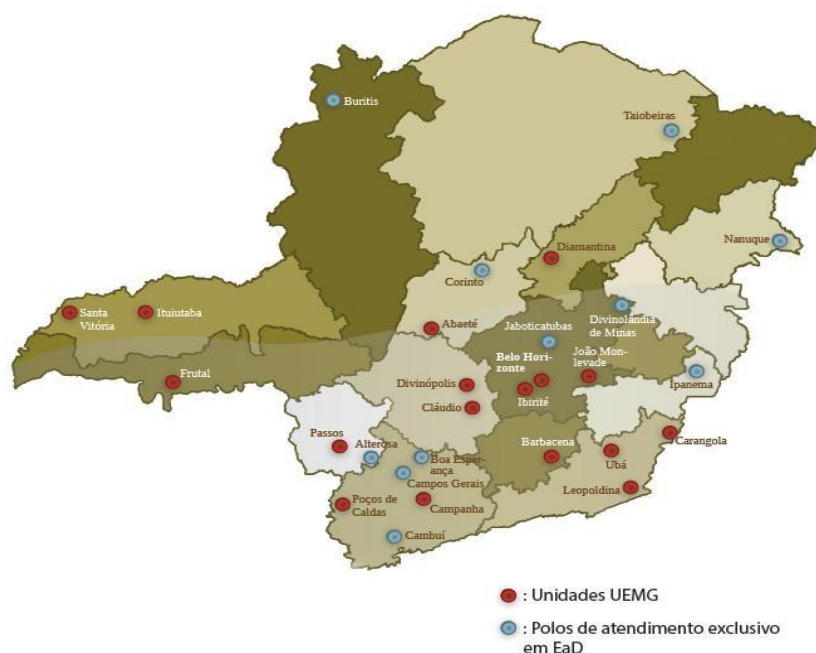 Buritis
Taiobeiras
Nanuque
Diamantina
Corinto
Santa
Vitória
Ituiutaba
Abaeté
Jaboticatubas
Divinolândia
de Minas
Belo Hori-
zonte
João Mon-
levade
Frutal
Divinópolis
Ibirité
Ipanema
Cláudio
Passos
Alterosa
Boa Esper-
ança
Campos Gerais
Barbacena
Carangola
Ubá
Poços de
Caldas
Campanha
Leopoldina
Cambuí
: Unidades UEMG
: Polos de atendimento exclusivo
em EaD